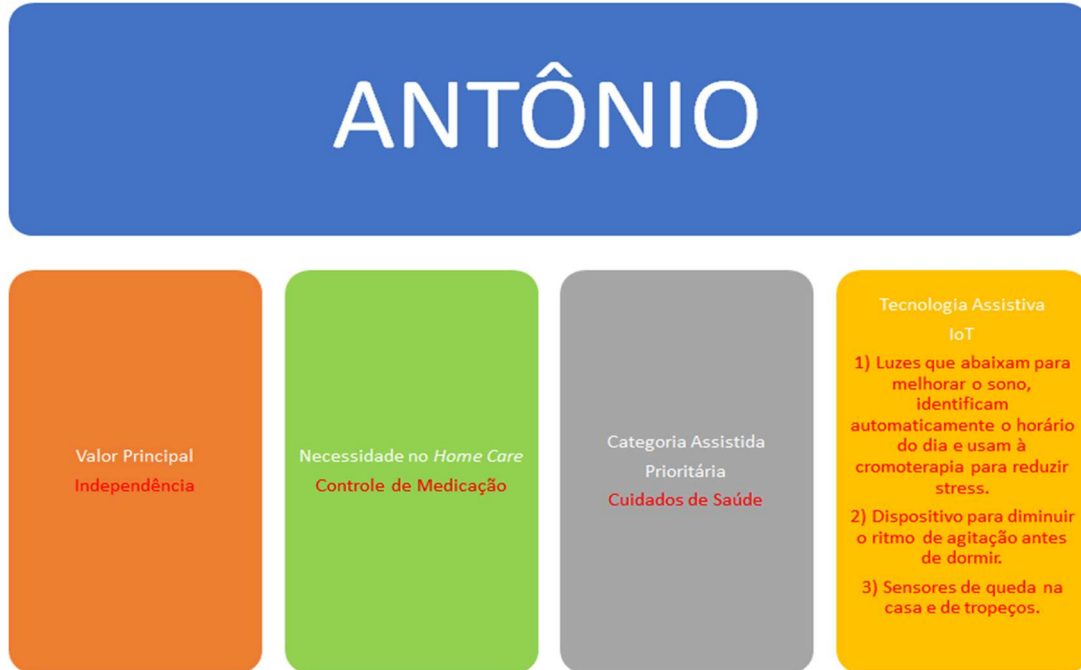 ANTÔNIO
Valor Principal
Independência
Necessidade no Home Care
Controle de Medicação
Categoria Assistida
Prioritária
Cuidados de Saúde
Tecnologia Assistiva
IoT
1) Luzes que abaixam para
melhorar o sono,
identificam
automaticamente o horário
do dia e usam à
cromoterapia para reduzir
stress.
2) Dispositivo para diminuir
o ritmo de agitação antes
de dormir.
3) Sensores de queda na
casa e de tropeços.